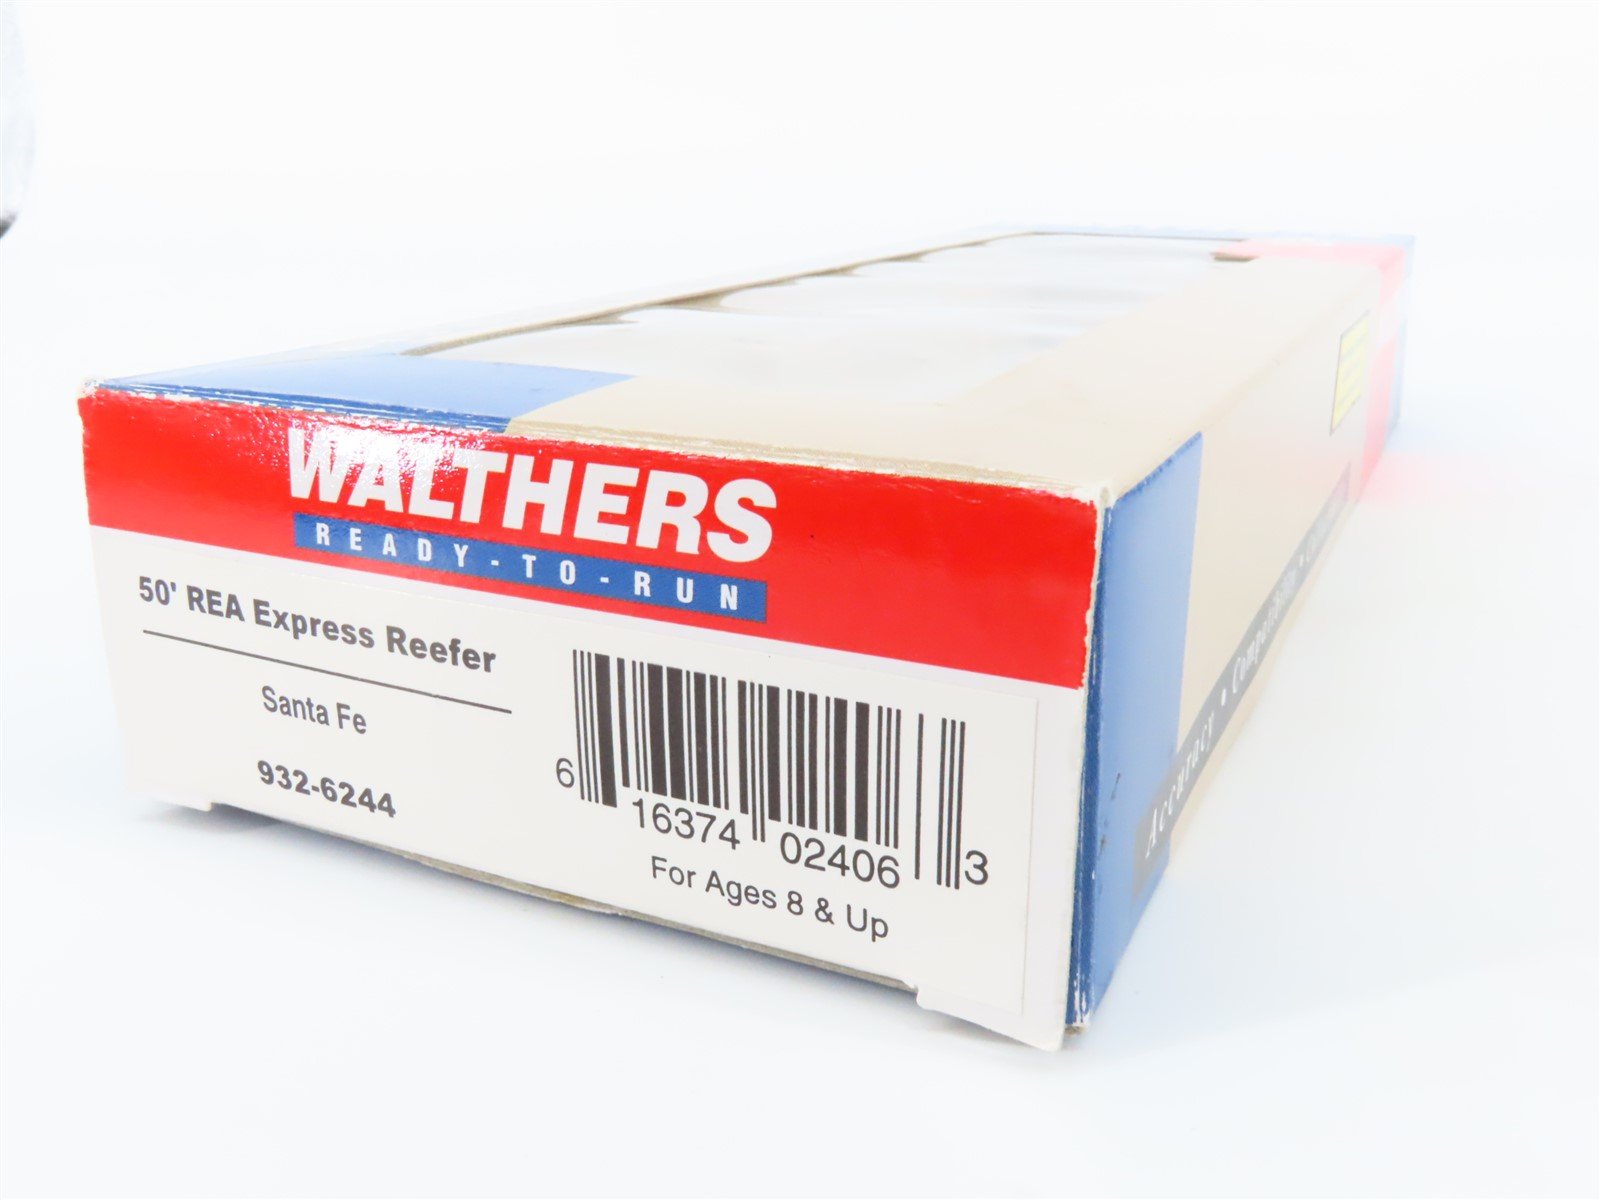 WALTHERS
READY-TO-RUN
50' REA Express Reefer
Santa Fe
932-6244
6 16374 02406 3
For Ages 8 & Up
Accuracy • Compatibility •